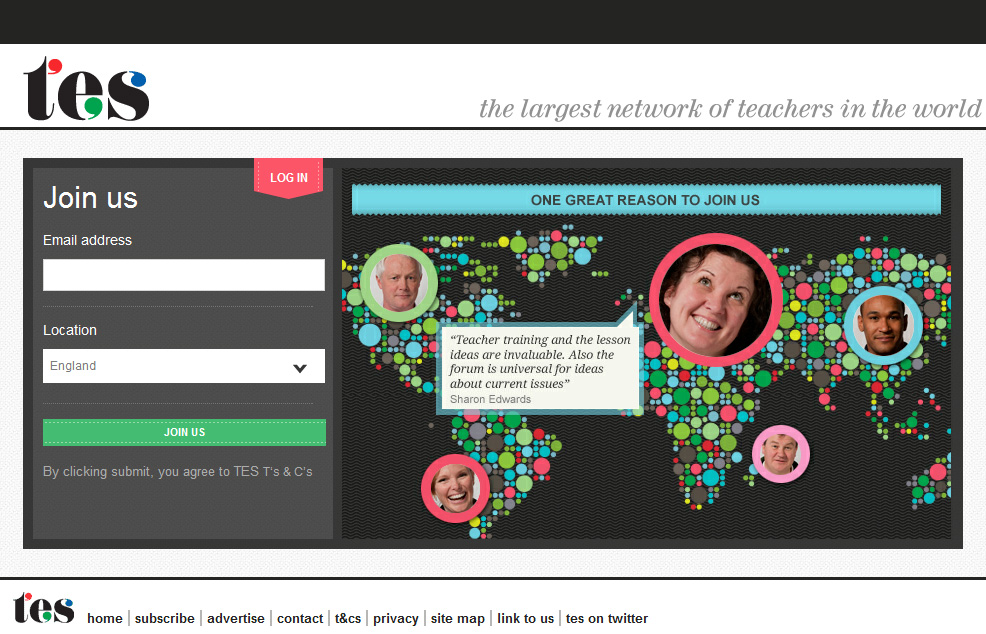 tes
the largest network of teachers in the world
LOG IN
Join us
Email address
Location
England
JOIN US
By clicking submit, you agree to TES T's & C's
ONE GREAT REASON TO JOIN US
“Teacher training and the lesson
ideas are invaluable. Also the
forum is universal for ideas
about current issues”
Sharon Edwards
tes
home | subscribe | advertise | contact | t&cs | privacy | site map | link to us | tes on twitter